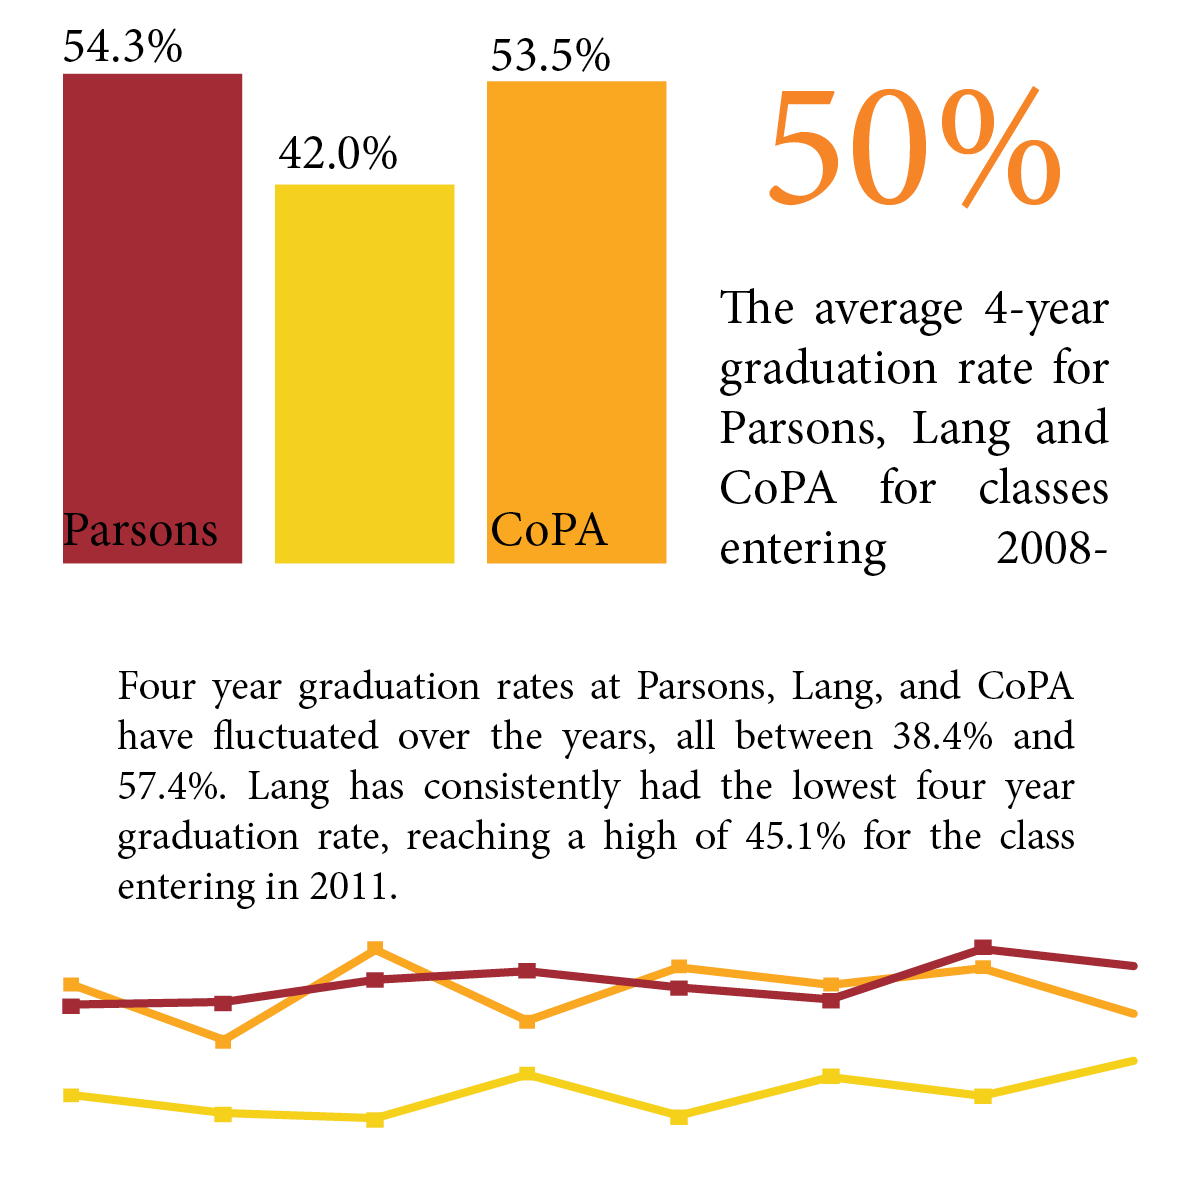 54.3%
42.0%
53.5%
Parsons
CoPA
50%
The average 4-year
graduation rate for
Parsons, Lang and
CoPA for classes
entering 2008-
Four year graduation rates at Parsons, Lang, and CoPA
have fluctuated over the years, all between 38.4% and
57.4%. Lang has consistently had the lowest four year
graduation rate, reaching a high of 45.1% for the class
entering in 2011.